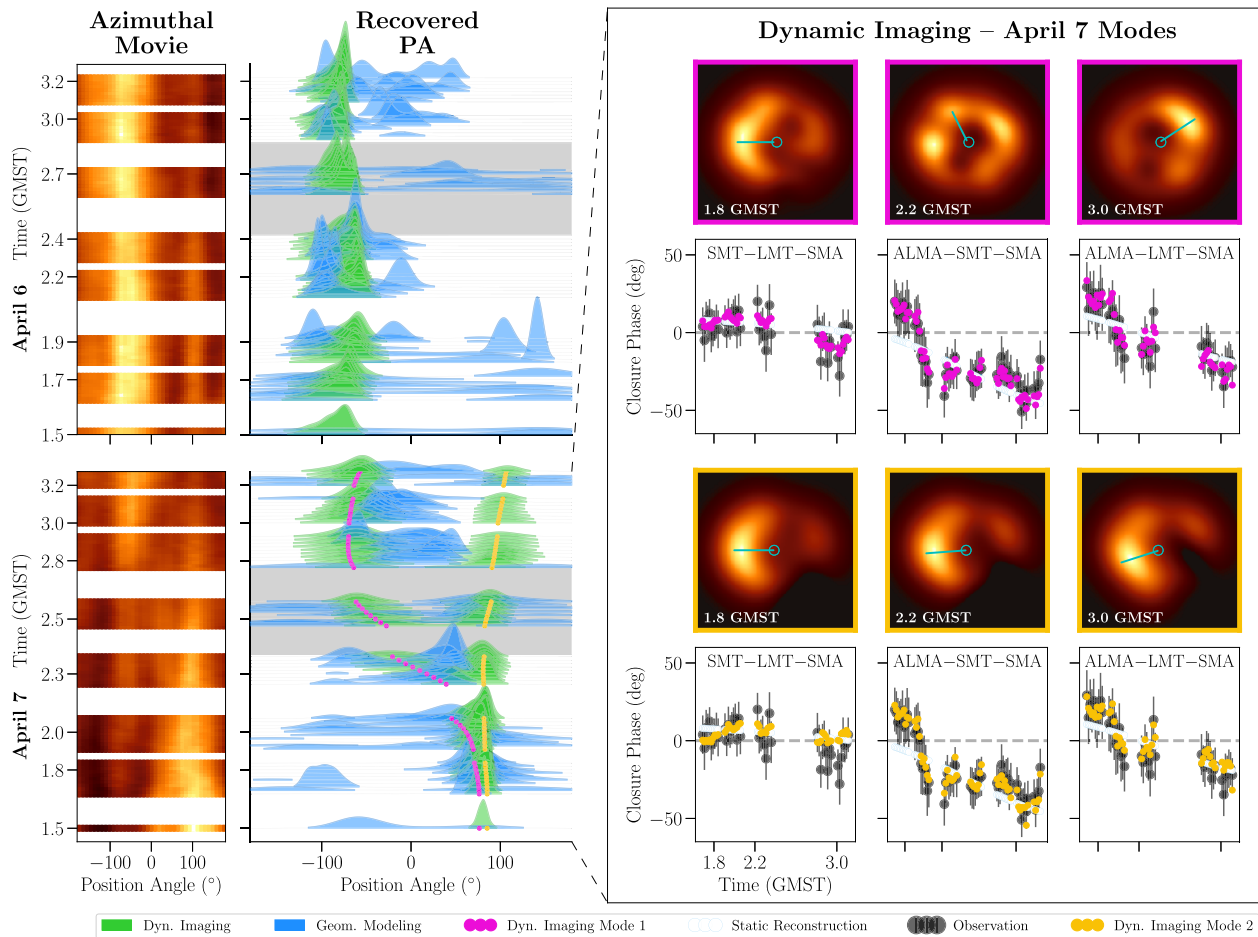 Azimuthal
Movie
Recovered
PA
Dynamic Imaging – April 7 Modes
April 6 Time (GMST)
3.2
3.0
2.7
2.4
2.2
1.9
1.7
1.5
−100 0 100
April 7 Time (GMST)
3.2
3.0
2.8
2.5
2.3
2.0
1.8
1.5
−100 0 100
Position Angle (°)
−100 0 100
Position Angle (°)
1.8 GMST
2.2 GMST
3.0 GMST
Closure Phase (deg)
50
0
−50
SMT−LMT−SMA
ALMA−SMT−SMA
ALMA−LMT−SMA
1.8 GMST
2.2 GMST
3.0 GMST
Closure Phase (deg)
50
0
−50
SMT−LMT−SMA
ALMA−SMT−SMA
ALMA−LMT−SMA
1.8 2.2 3.0
Time (GMST)
Dyn. Imaging
Geom. Modeling
Dyn. Imaging Mode 1
Static Reconstruction
Observation
Dyn. Imaging Mode 2